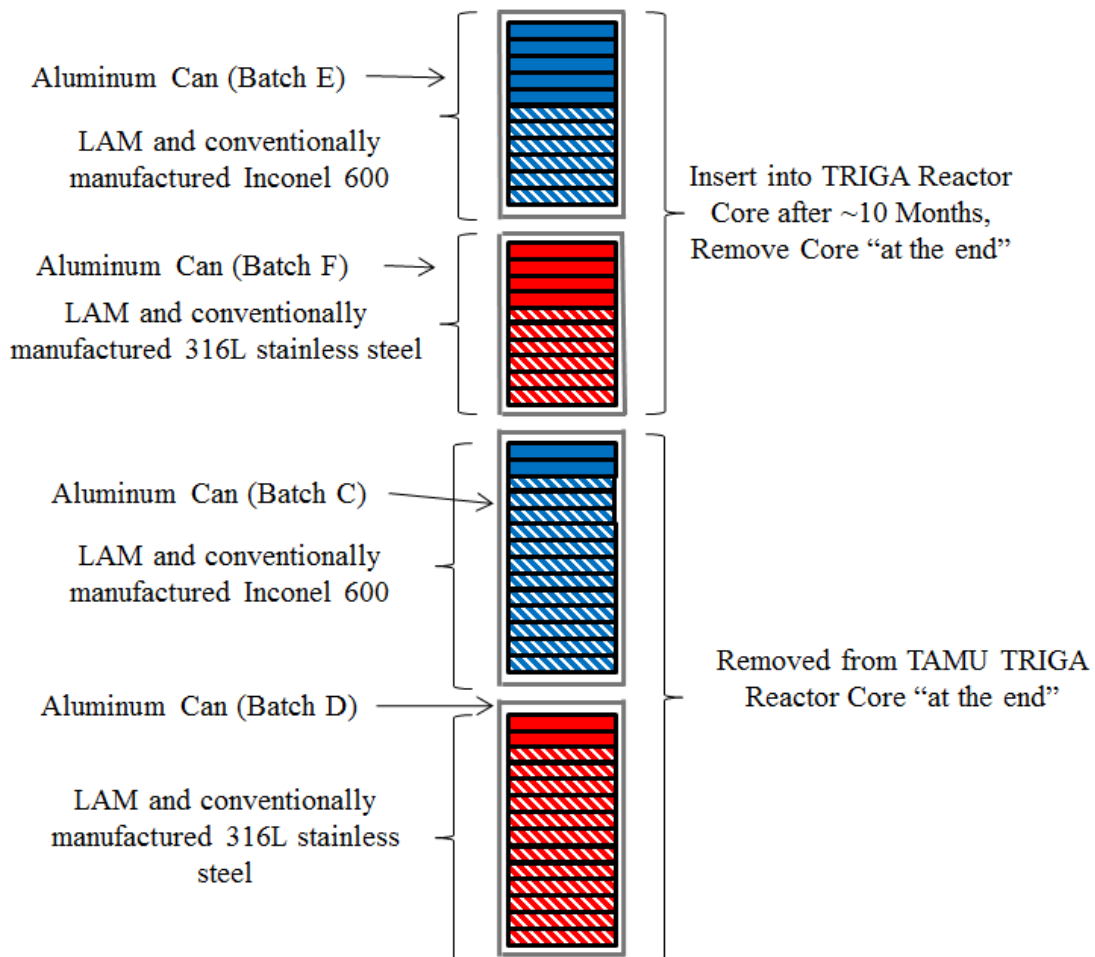 Aluminum Can (Batch E)
LAM and conventionally
manufactured Inconel 600
Insert into TRIGA Reactor
Core after ~10 Months,
Remove Core “at the end”
Aluminum Can (Batch F)
LAM and conventionally
manufactured 316L stainless steel
Aluminum Can (Batch C)
LAM and conventionally
manufactured Inconel 600
Removed from TAMU TRIGA
Reactor Core “at the end”
Aluminum Can (Batch D)
LAM and conventionally
manufactured 316L stainless
steel